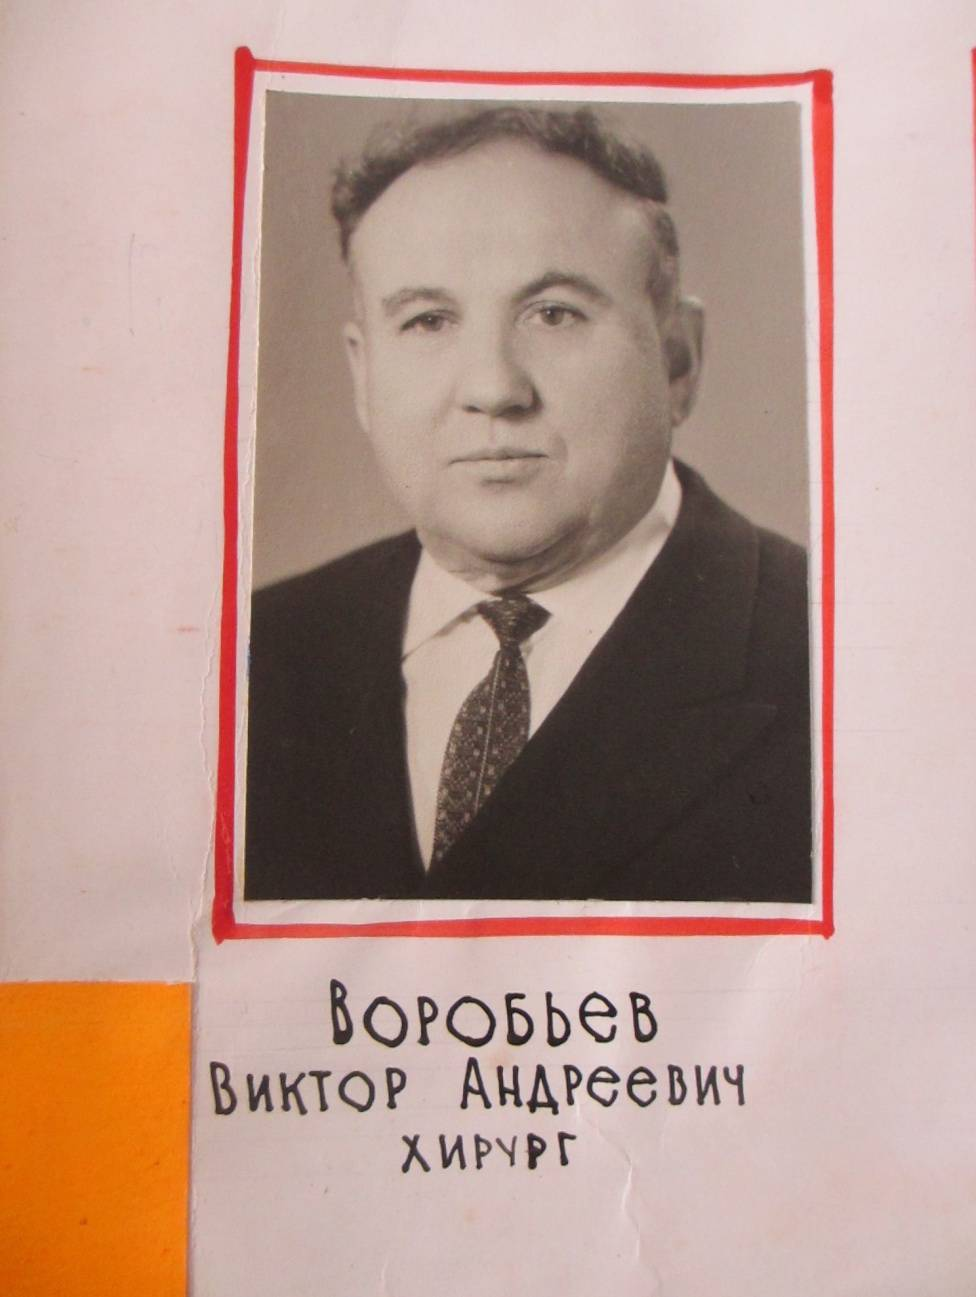 Воробьев
Виктор Андреевич
хирург